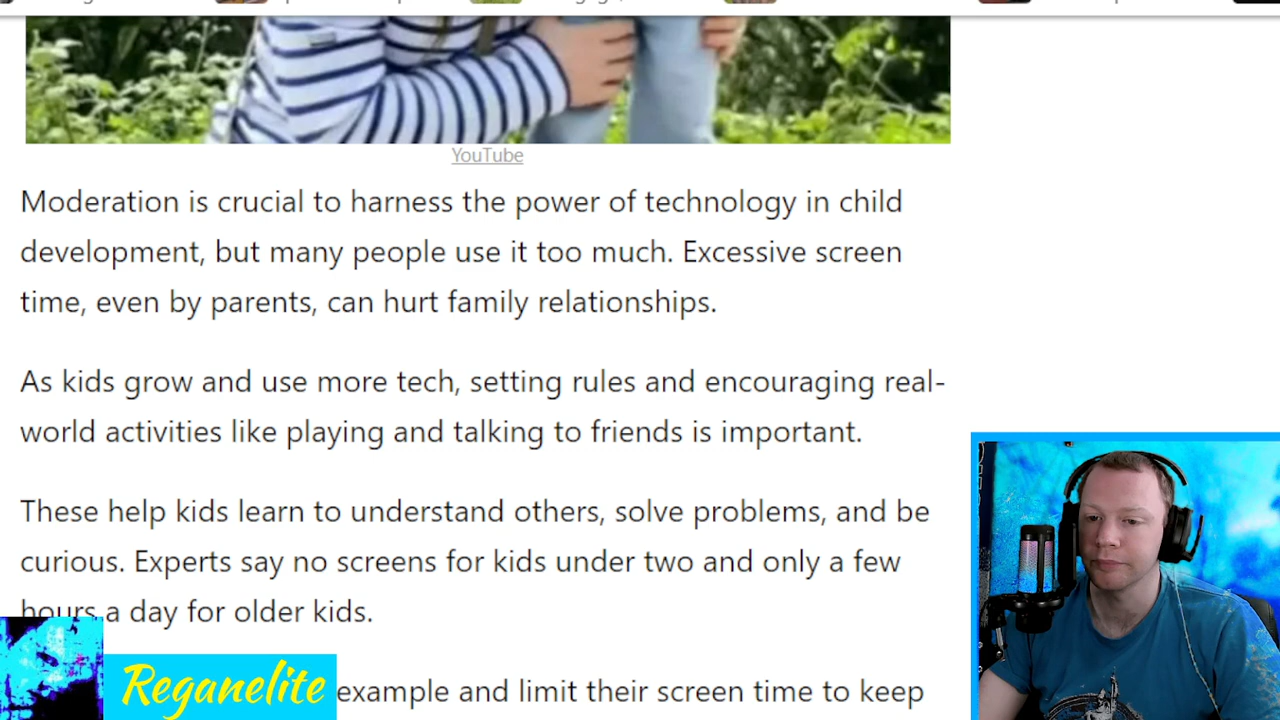 YouTube
Moderation is crucial to harness the power of technology in child
development, but many people use it too much. Excessive screen
time, even by parents, can hurt family relationships.
As kids grow and use more tech, setting rules and encouraging real-
world activities like playing and talking to friends is important.
These help kids learn to understand others, solve problems, and be
curious. Experts say no screens for kids under two and only a few
hours a day for older kids.
Reganelite
example and limit their screen time to keep